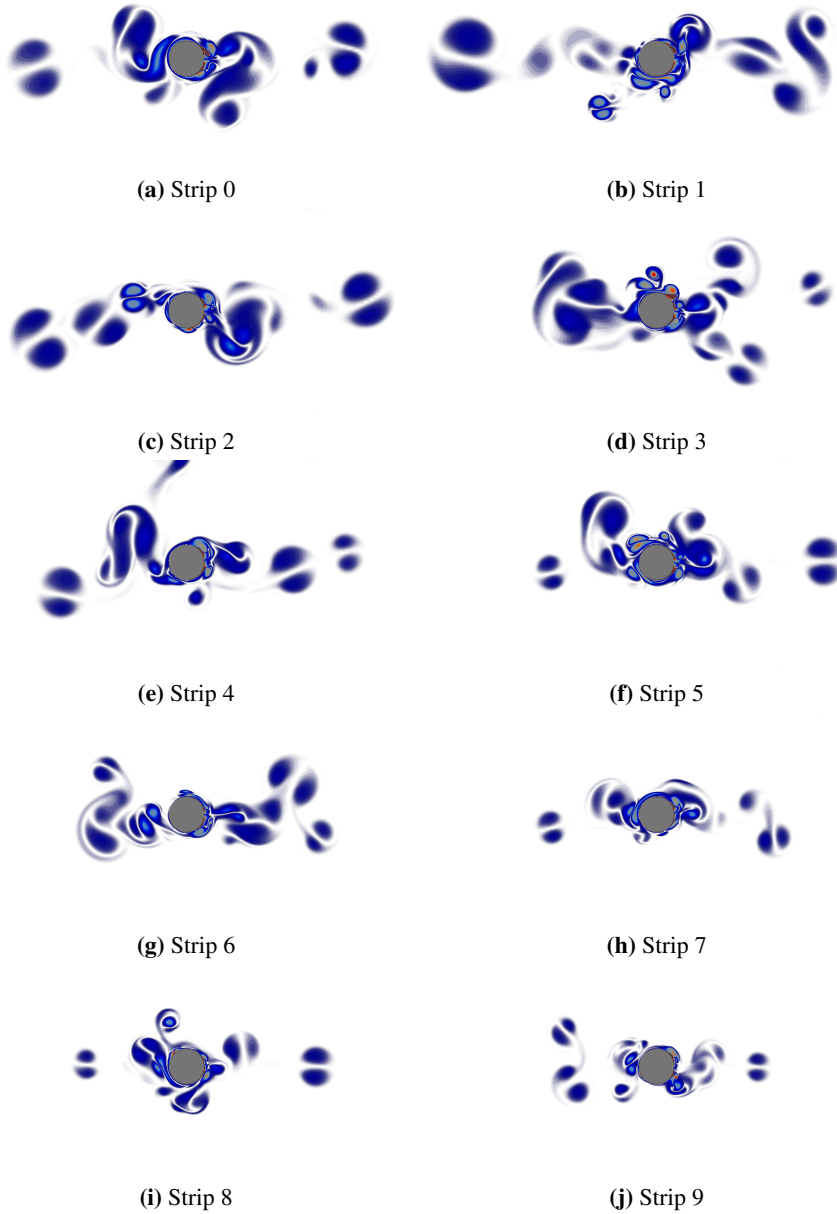 (a) Strip 0
(b) Strip 1
(c) Strip 2
(d) Strip 3
(e) Strip 4
(f) Strip 5
(g) Strip 6
(h) Strip 7
(i) Strip 8
(j) Strip 9